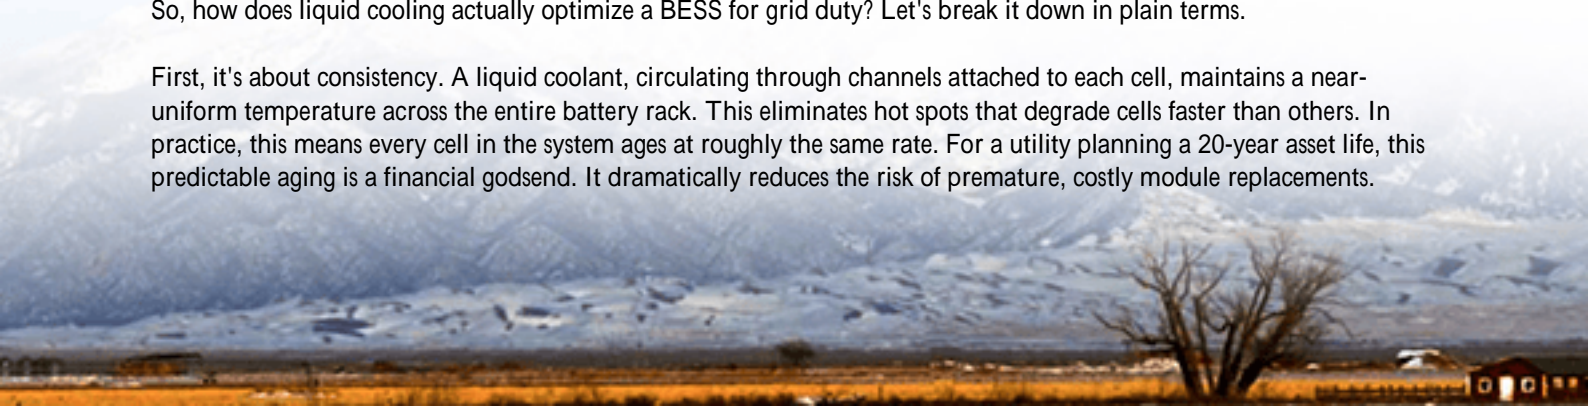 So, how does liquid cooling actually optimize a BESS for grid duty? Let's break it down in plain terms.
First, it's about consistency. A liquid coolant, circulating through channels attached to each cell, maintains a near-
uniform temperature across the entire battery rack. This eliminates hot spots that degrade cells faster than others. In
practice, this means every cell in the system ages at roughly the same rate. For a utility planning a 20-year asset life, this
predictable aging is a financial godsend. It dramatically reduces the risk of premature, costly module replacements.